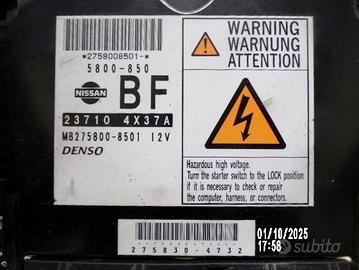 *2758008501-*
5800-850
NISSAN
BF
23710 4X37A
MB275800-8501 12V
DENSO
WARNING
WARNUNG
ATTENTION
Hazardous high voltage.
Turn the starter switch to the LOCK position
if it is necessary to check or repair
the computer, harness, or connectors.
275830-4732
01/10/2025
17:58
subito